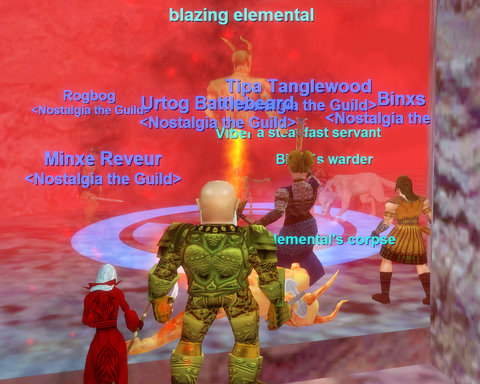 blazing elemental
Tipa Tanglewood
<Nostalgia the Guild>
Rogbog
<Nostalgia the Guild>
Urtog Battlebeard
<Nostalgia the Guild>
Binxs
<Nostalgia the
a steadfast servant
warder
Minxe Reveur
<Nostalgia the Guild>
elemental's corpse